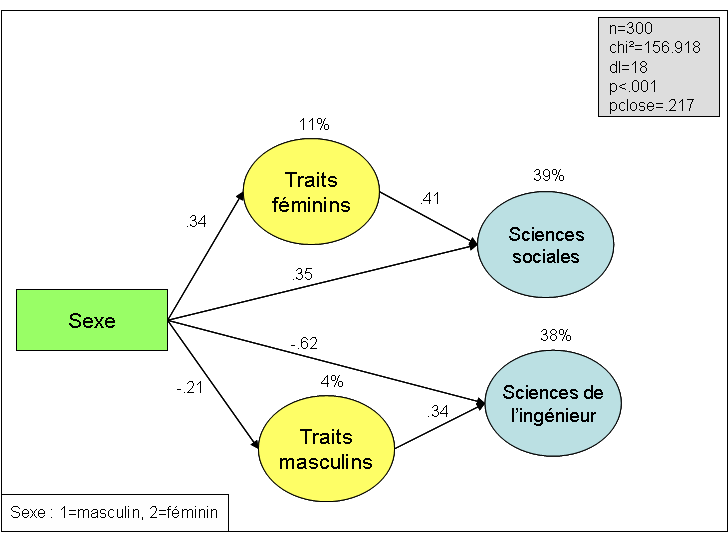 n=300
chi²=156.918
dl=18
p<.001
pclose=.217
11%
Traits
féminins
39%
.41
.34
Sciences
sociales
.35
Sexe
-.62
38%
-.21
4%
Sciences de
l'ingénieur
.34
Traits
masculins
Sexe : 1=masculin, 2=féminin